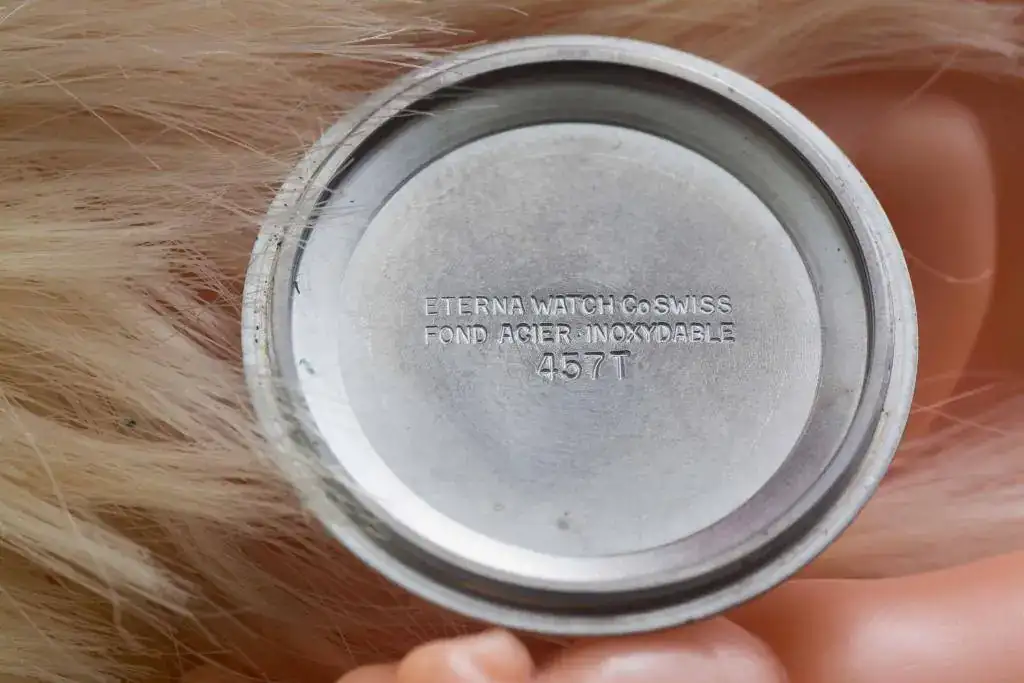 ETERNA WATCH Co SWISS
FOND ACIER·INOXYDABLE
457T